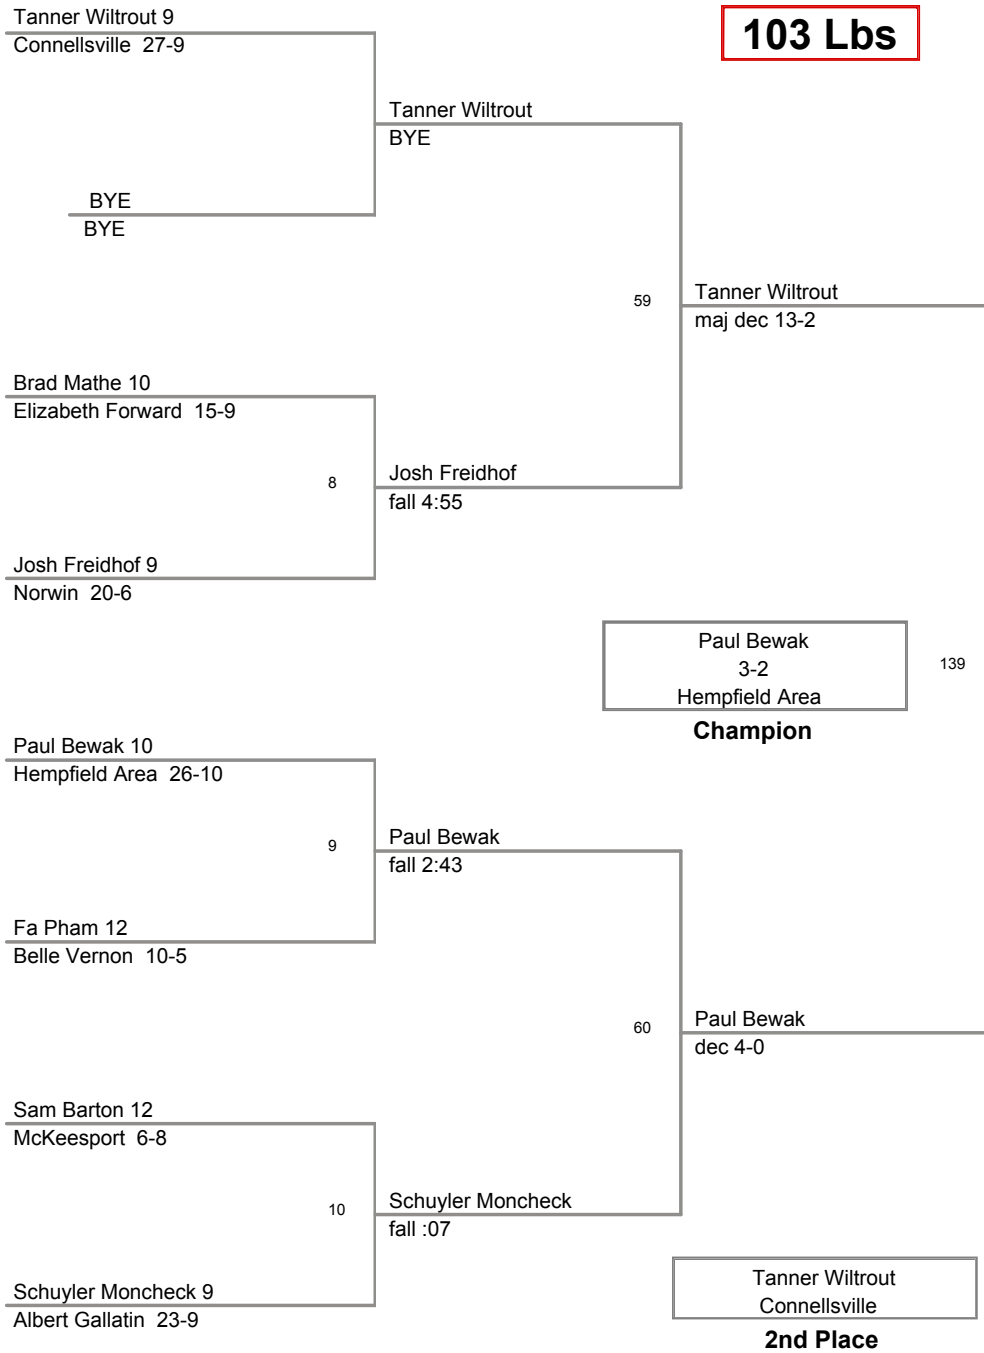 Tanner Wiltrout 9
Connellsville 27-9
103 Lbs
Tanner Wiltrout
BYE
BYE
BYE
59
Tanner Wiltrout
maj dec 13-2
Brad Mathe 10
Elizabeth Forward 15-9
8
Josh Freidhof
fall 4:55
Josh Freidhof 9
Norwin 20-6
Paul Bewak
3-2
Hempfield Area
139
Champion
Paul Bewak 10
Hempfield Area 26-10
9
Paul Bewak
fall 2:43
Fa Pham 12
Belle Vernon 10-5
60
Paul Bewak
dec 4-0
Sam Barton 12
McKeesport 6-8
10
Schuyler Moncheck
fall :07
Schuyler Moncheck 9
Albert Gallatin 23-9
Tanner Wiltrout
Connellsville
2nd Place